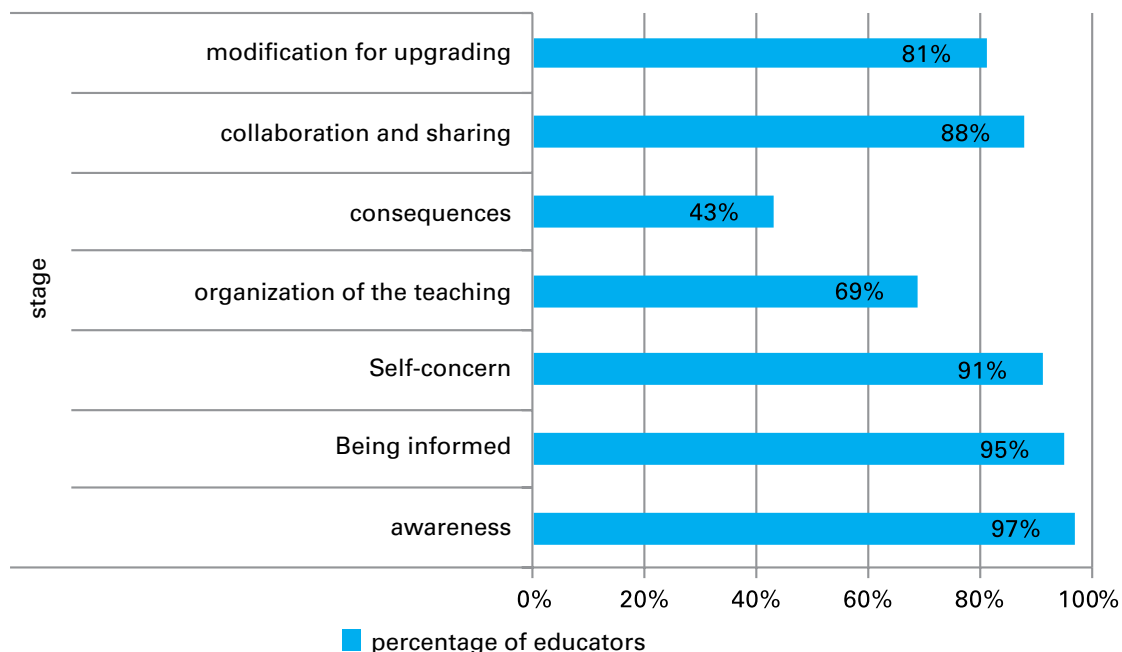 stage
modification for upgrading 81%
collaboration and sharing 88%
consequences 43%
organization of the teaching 69%
Self-concern 91%
Being informed 95%
awareness 97%
0% 20% 40% 60% 80% 100%
percentage of educators